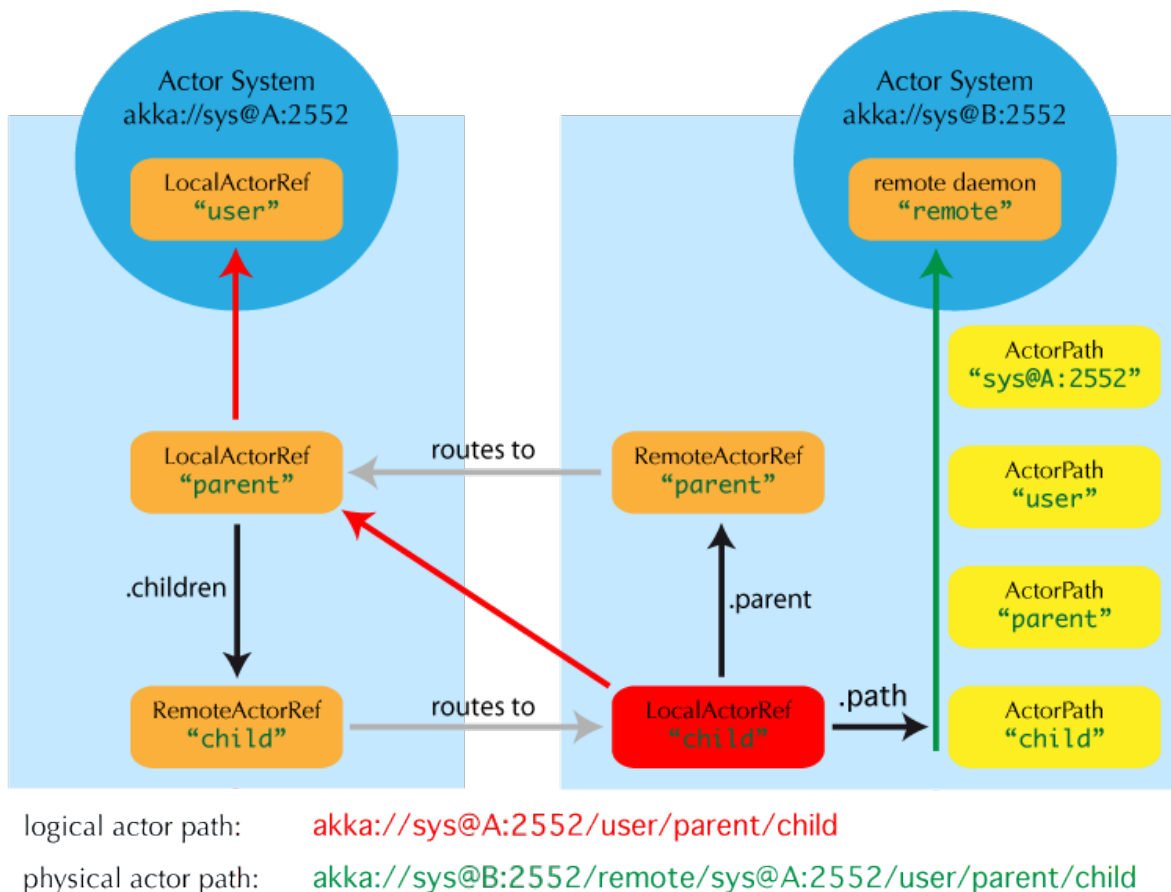 Actor System
akka://sys@A:2552
LocalActorRef
“user”
Actor System
akka://sys@B:2552
remote daemon
“remote”
ActorPath
“sys@A:2552”
LocalActorRef
“parent”
routes to
RemoteActorRef
“parent”
ActorPath
“user”
.children
.parent
ActorPath
“parent”
RemoteActorRef
“child”
routes to
LocalActorRef
“child”
.path
ActorPath
“child”
logical actor path: akka://sys@A:2552/user/parent/child
physical actor path: akka://sys@B:2552/remote/sys@A:2552/user/parent/child